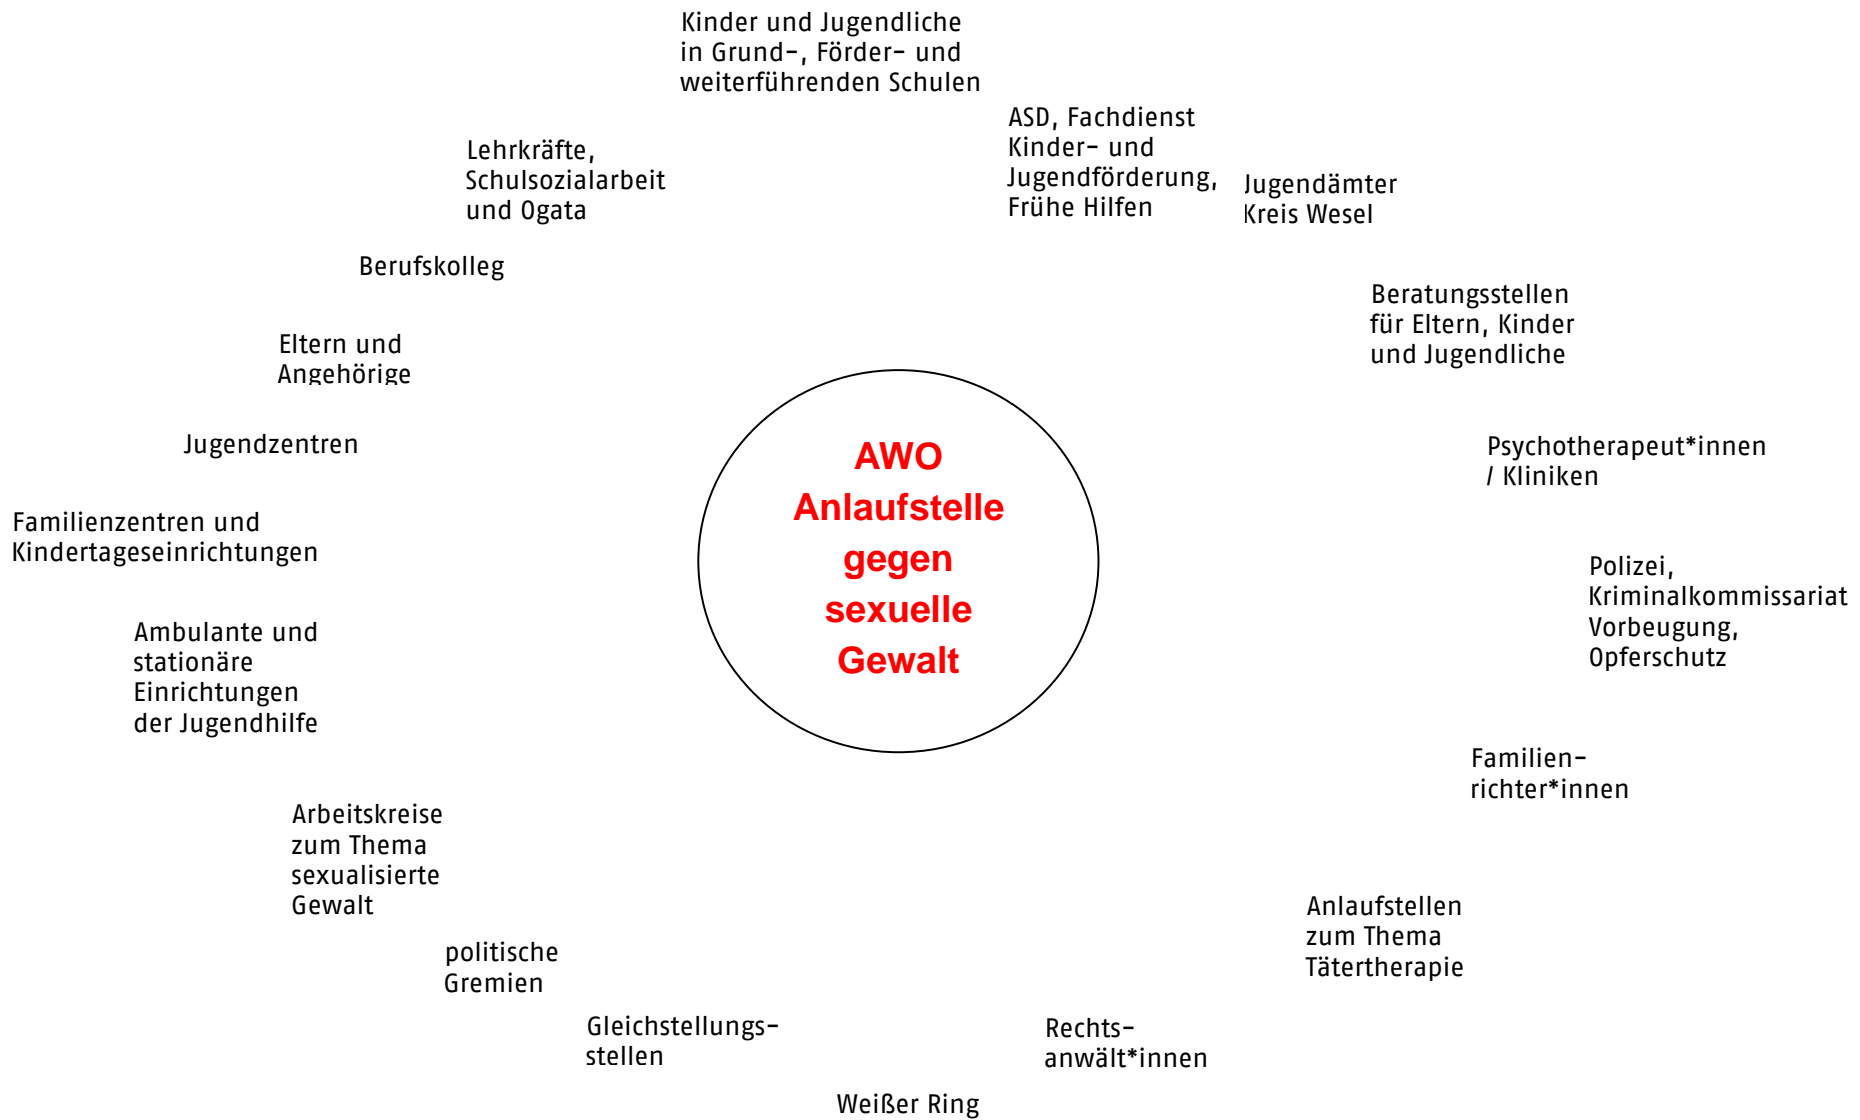 Kinder und Jugendliche
in Grund-, Förder- und
weiterführenden Schulen
ASD, Fachdienst
Kinder- und
Jugendförderung,
Frühe Hilfen
Jugendämter
Kreis Wesel
Lehrkräfte,
Schulsozialarbeit
und Ogata
Berufskolleg
Beratungsstellen
für Eltern, Kinder
und Jugendliche
Eltern und
Angehörige
Jugendzentren
Psychotherapeut*innen
/ Kliniken
AWO
Anlaufstelle
gegen
sexuelle
Gewalt
Familienzentren und
Kindertageseinrichtungen
Polizei,
Kriminalkommissariat
Vorbeugung,
Opferschutz
Ambulante und
stationäre
Einrichtungen
der Jugendhilfe
Familien-
richter*innen
Arbeitskreise
zum Thema
sexualisierte
Gewalt
Anlaufstellen
zum Thema
Tätertherapie
politische
Gremien
Gleichstellungs-
stellen
Rechts-
anwält*innen
Weißer Ring